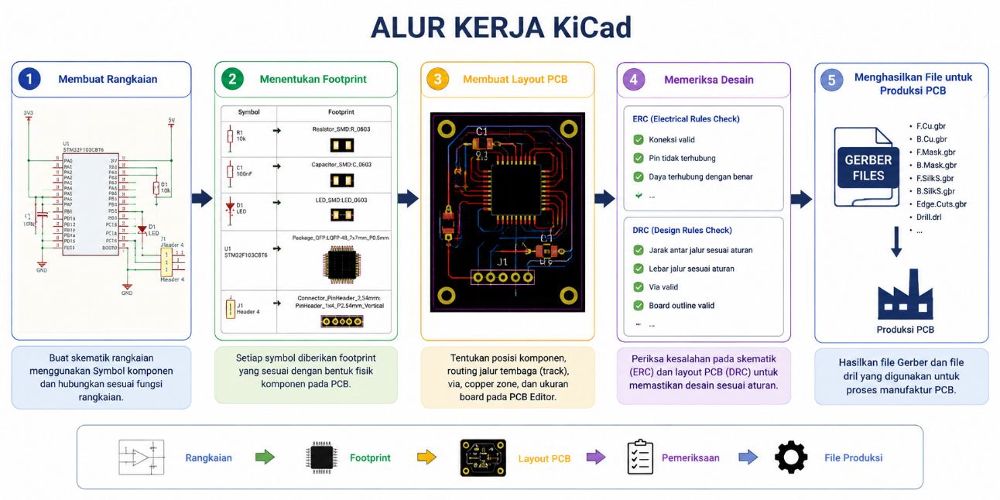 ALUR KERJA KiCad
1 Membuat Rangkaian
3V3
5V
U1
STM32F103C8T6
PA0
D1
LED
J1
Header 4
GND
GND
Buat skematik rangkaian
menggunakan Symbol komponen
dan hubungkan sesuai fungsi
rangkaian.
2 Menentukan Footprint
Symbol Footprint
R1
10k
Resistor_SMD:R_0603
C1
100nF
Capacitor_SMD:C_0603
D1
LED
LED_SMD:LED_0603
U1
STM32F103C8T6
Package_QFP:LQFP-48_7x7mm_P0.5mm
J1
Header 4
Connector_PinHeader_2,S4mm:
PinHeader_1x4_P2.S4mm_Vertical
Setiap symbol diberikan footprint
yang sesuai dengan bentuk fisik
komponen pada PCB.
3 Membuat Layout PCB
C1
J1
Tentukan posisi komponen,
routing jalur tembaga (track),
via, copper zone, dan ukuran
board pada PCB Editor.
4 Memeriksa Desain
ERC (Electrical Rules Check)
Koneksi valid
Pin tidak terhubung
Daya terhubung dengan benar
...
DRC (Design Rules Check)
Jarak antar jalur sesuai aturan
Lebar jalur sesuai aturan
Via valid
Board outline valid
...
Periksa kesalahan pada skematik
(ERC) dan layout PCB (DRC) untuk
memastikan desain sesuai aturan.
5 Menghasilkan File untuk
Produksi PCB
GERBER
FILES
• F.Cu.gbr
• B.Cu.gbr
• F.Mask.gbr
• B.Mask.gbr
• F.SilkS.gbr
• B.SilkS.gbr
• Edge.Cuts.gbr
• Drill.drl
• ...
Produksi PCB
Hasilkan file Gerber dan file
dril yang digunakan untuk
proses manufaktur PCB.
Rangkaian
Footprint
Layout PCB
Pemeriksaan
File Produksi